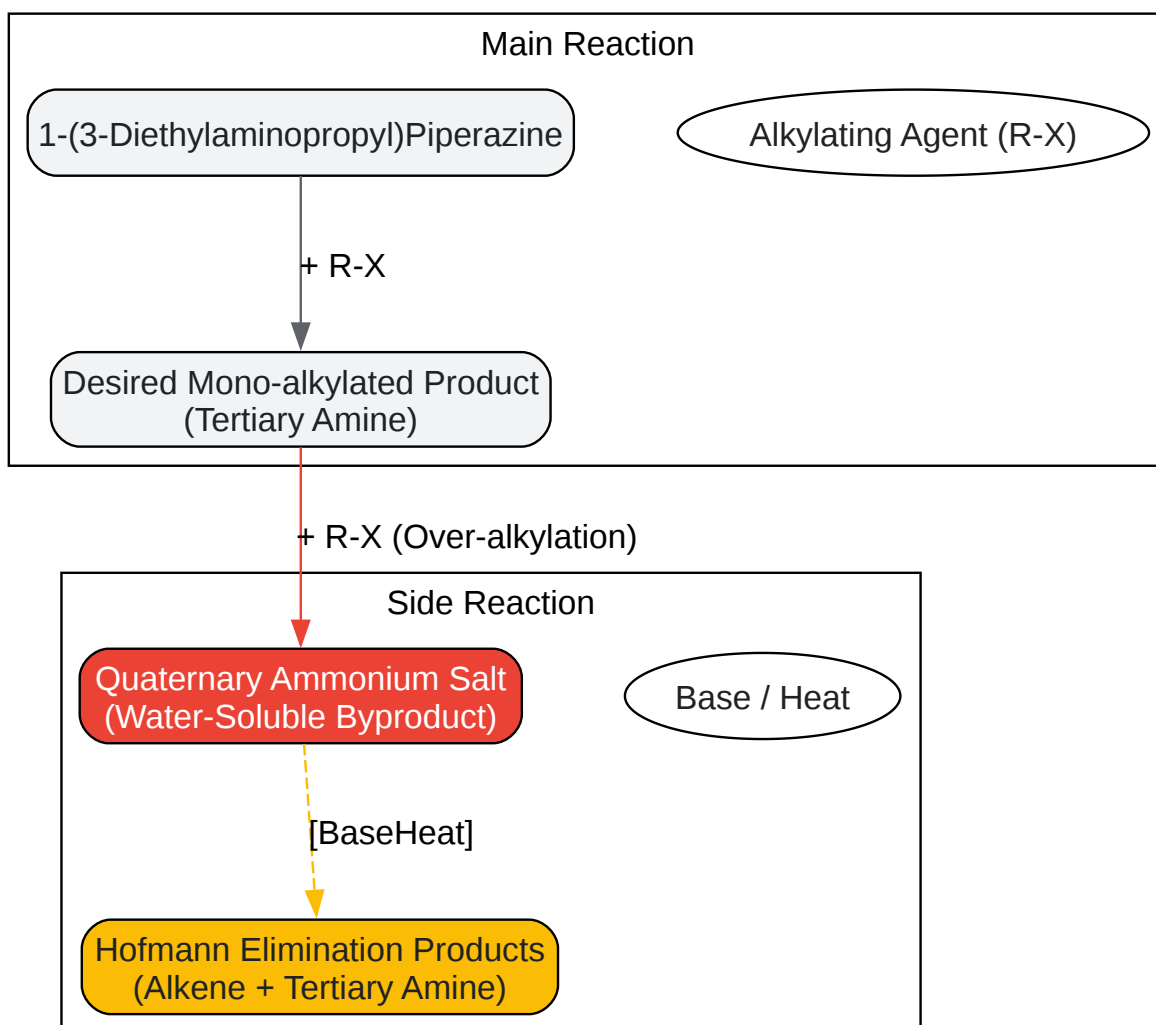 Main Reaction
1-(3-Diethylaminopropyl)Piperazine
Alkylating Agent (R-X)
+ R-X
Desired Mono-alkylated Product
(Tertiary Amine)
+ R-X (Over-alkylation)
Side Reaction
Quaternary Ammonium Salt
(Water-Soluble Byproduct)
Base / Heat
[BaseHeat]
Hofmann Elimination Products
(Alkene + Tertiary Amine)